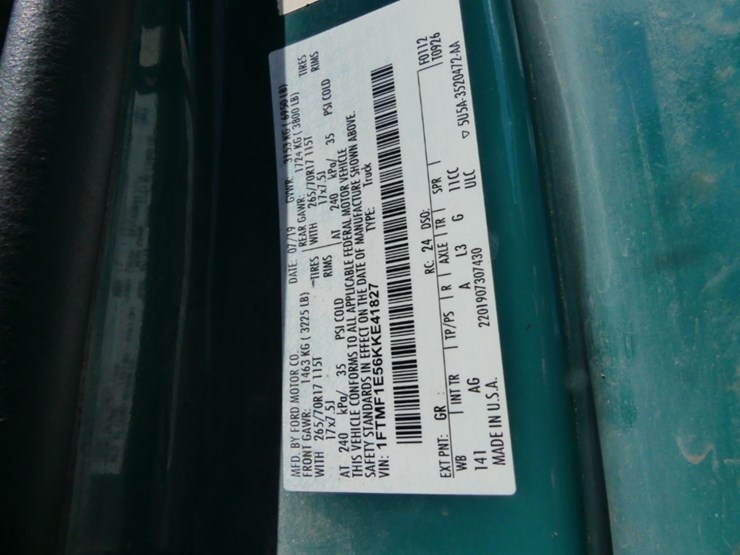 MFD. BY FORD MOTOR CO.
DATE: 07/19 GVWR: 3153 KG ( 6950 LB)
FRONT GAWR: 1463 KG ( 3225 LB) REAR GAWR: 1724 KG ( 3800 LB)
WITH 265/70R17 115T TIRES WITH 265/70R17 115T TIRES
17x7.5J RIMS 17x7.5J RIMS
AT 240 kPa/ 35 PSI COLD AT 240 kPa/ 35 PSI COLD
THIS VEHICLE CONFORMS TO ALL APPLICABLE FEDERAL MOTOR VEHICLE
SAFETY STANDARDS IN EFFECT ON THE DATE OF MANUFACTURE SHOWN ABOVE.
VIN: 1FTMF1E56KKE41827 TYPE: Truck
F0112
T0926
EXT PNT: GR RC: 24 DSO:
WB INT TR TP/PS R AXLE TR SPR
141 AG A L3 G 11CC
2201907307430 ULC
MADE IN U.S.A. ▽ 5U5A-3520472-AA